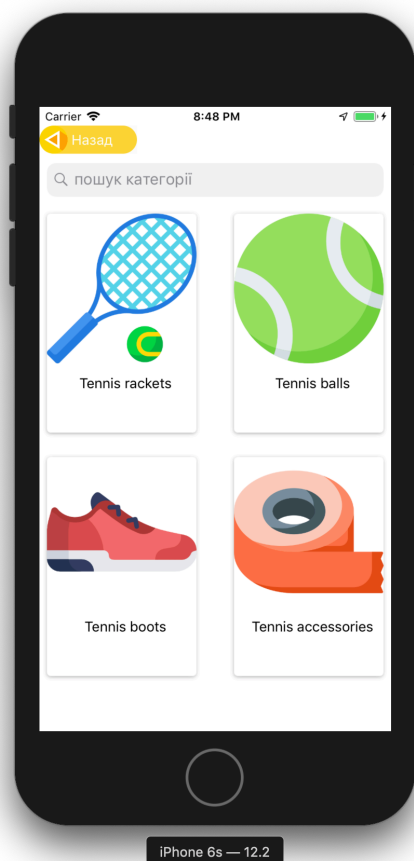 Carrier
8:48 PM
Назад
пошук категорії
Tennis rackets
Tennis balls
Tennis boots
Tennis accessories
iPhone 6s — 12.2